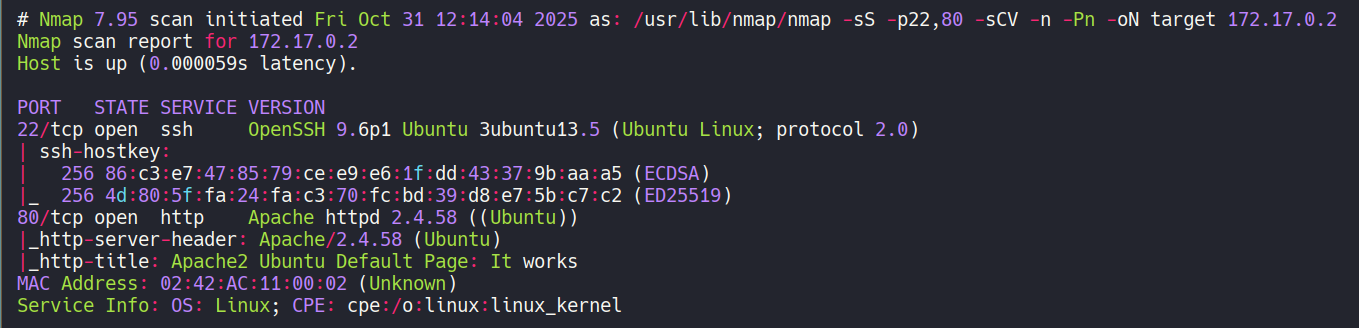 # Nmap 7.95 scan initiated Fri Oct 31 12:14:04 2025 as: /usr/lib/nmap/nmap -sS -p22,80 -sCV -n -Pn -oN target 172.17.0.2
Nmap scan report for 172.17.0.2
Host is up (0.000059s latency).

PORT   STATE SERVICE VERSION
22/tcp open  ssh     OpenSSH 9.6p1 Ubuntu 3ubuntu13.5 (Ubuntu Linux; protocol 2.0)
| ssh-hostkey:
|   256 86:c3:e7:47:85:79:ce:e9:e6:1f:dd:43:37:9b:aa:a5 (ECDSA)
|_  256 4d:80:5f:fa:24:fa:c3:70:fc:bd:39:d8:e7:5b:c7:c2 (ED25519)
80/tcp open  http    Apache httpd 2.4.58 ((Ubuntu))
|_http-server-header: Apache/2.4.58 (Ubuntu)
|_http-title: Apache2 Ubuntu Default Page: It works
MAC Address: 02:42:AC:11:00:02 (Unknown)
Service Info: OS: Linux; CPE: cpe:/o:linux:linux_kernel